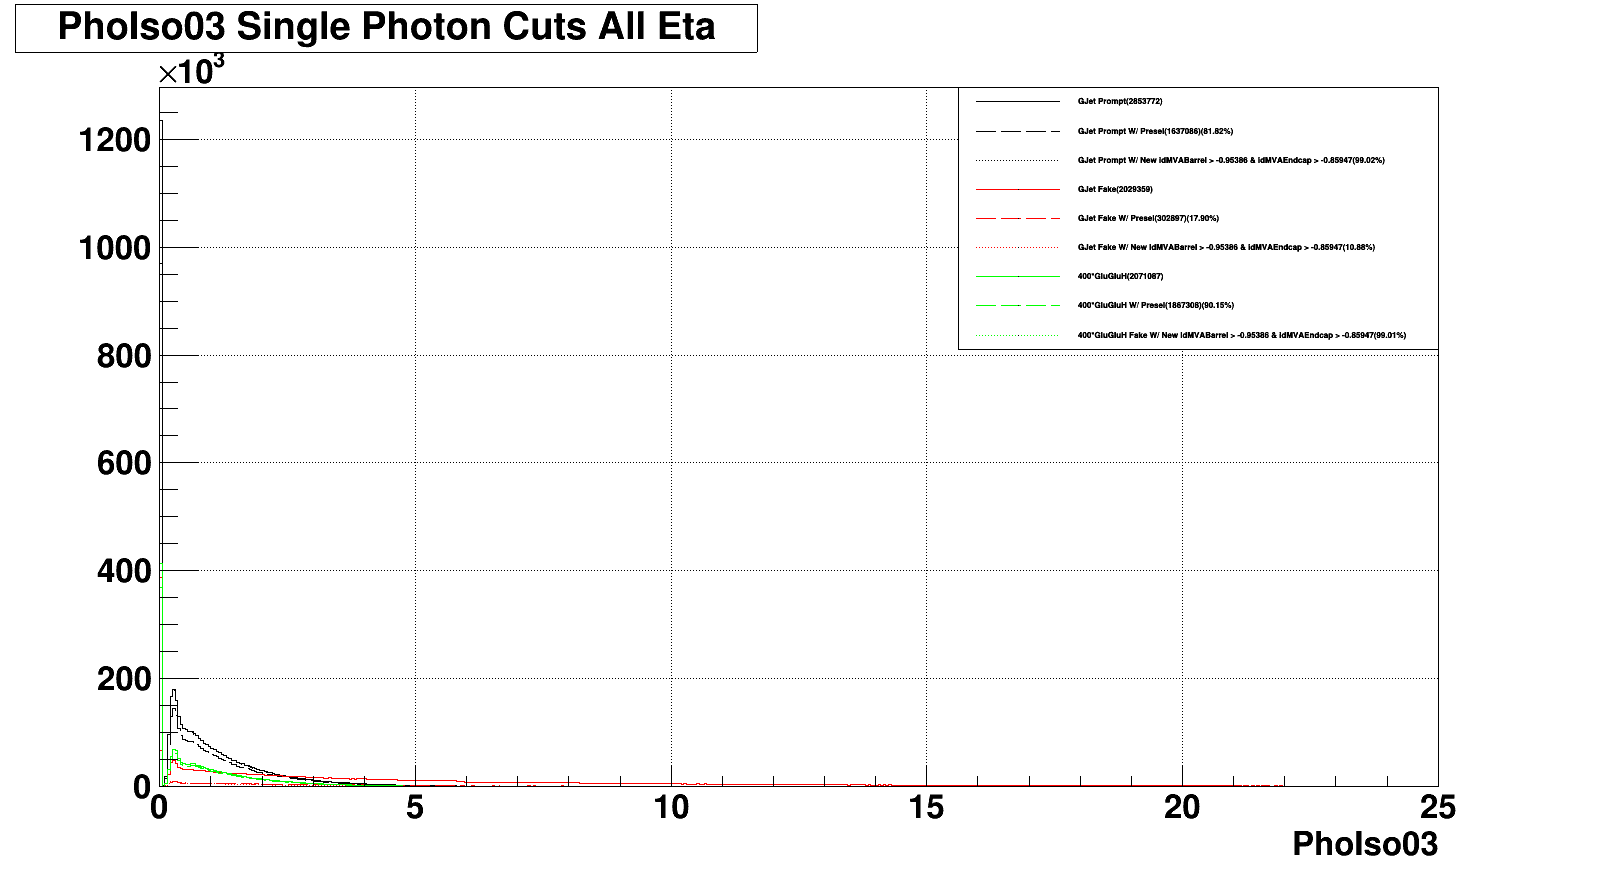 PhoIso03 Single Photon Cuts All Eta
×10³
1200
1000
800
600
400
200
0
GJet Prompt(2853772)
GJet Prompt W/ Presel(1637086)(81.82%)
GJet Prompt W/ New idMVABarrel > -0.95386 & idMVAEndcap > -0.85947(99.02%)
GJet Fake(2029359)
GJet Fake W/ Presel(302897)(17.90%)
GJet Fake W/ New idMVABarrel > -0.95386 & idMVAEndcap > -0.85947(10.88%)
400*GluGluH(2071087)
400*GluGluH W/ Presel(1867308)(90.15%)
400*GluGluH Fake W/ New idMVABarrel > -0.95386 & idMVAEndcap > -0.85947(99.01%)
0 5 10 15 20 25
PhoIso03